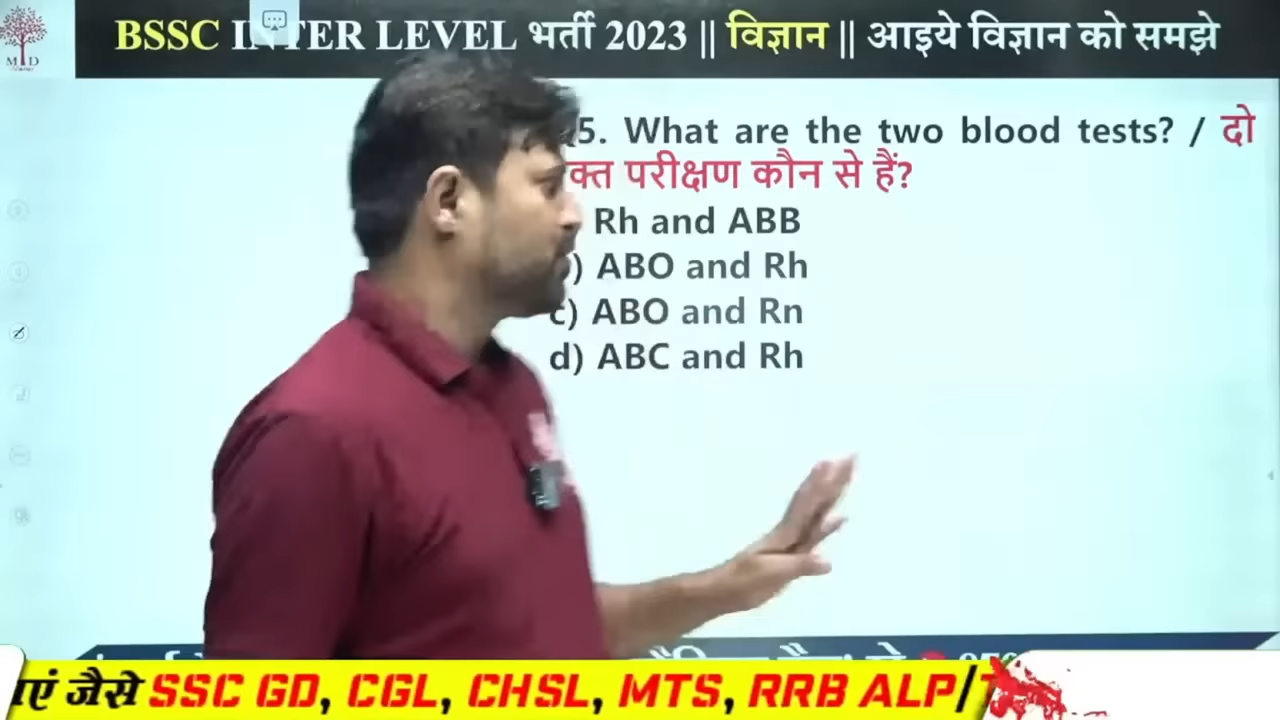 BSSC INTER LEVEL भर्ती 2023 || विज्ञान || आइये विज्ञान को समझे
5. What are the two blood tests? / दो
परीक्षण कौन से हैं?
Rh and ABB
) ABO and Rh
c) ABO and Rn
d) ABC and Rh
जैसे SSC GD, CGL, CHSL, MTS, RRB ALP/